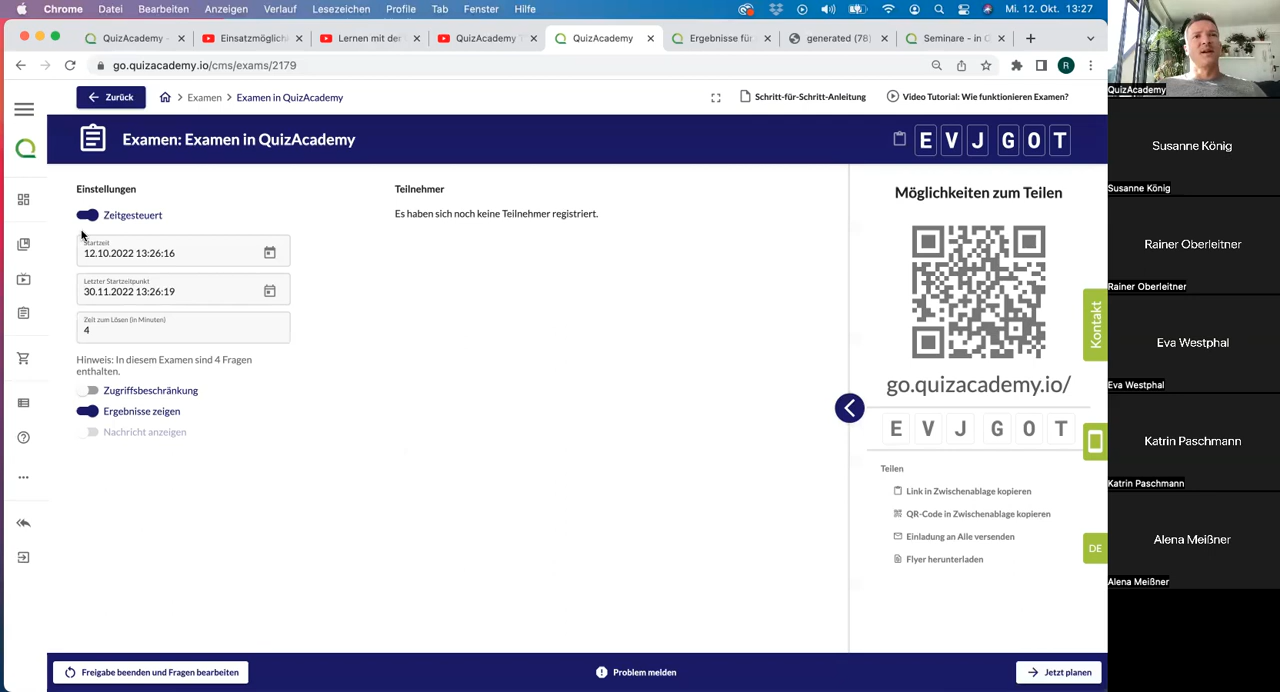 Chrome Datei Bearbeiten Anzeigen Verlauf Lesezeichen Profile Tab Fenster Hilfe Mi. 12. Okt. 13:27
QuizAcademy - Einsatzmöglich Lernen mit der QuizAcademy QuizAcademy Ergebnisse für generated (78) Seminare - in C
go.quizacademy.io/cms/exams/2179 R
Zurück Examen Examen in QuizAcademy Schritt-für-Schritt-Anleitung Video Tutorial: Wie funktionieren Examen?
Examen: Examen in QuizAcademy E V J G O T
Einstellungen
Zeitgesteuert
Startzeit
12.10.2022 13:26:16
Letzter Startzeitpunkt
30.11.2022 13:26:19
Zeit zum Lösen (in Minuten)
4
Hinweis: In diesem Examen sind 4 Fragen
enthalten.
Zugriffsbeschränkung
Ergebnisse zeigen
Nachricht anzeigen
Teilnehmer
Es haben sich noch keine Teilnehmer registriert.
Möglichkeiten zum Teilen
go.quizacademy.io/
E V J G O T
Teilen
Link in Zwischenablage kopieren
QR-Code in Zwischenablage kopieren
Einladung an Alle versenden
Flyer herunterladen
Kontakt
DE
Freigabe beenden und Fragen bearbeiten Problem melden Jetzt planen
QuizAcademy
Susanne König
Susanne König
Rainer Oberleitner
Rainer Oberleitner
Eva Westphal
Eva Westphal
Katrin Paschmann
Katrin Paschmann
Alena Meißner
Alena Meißner